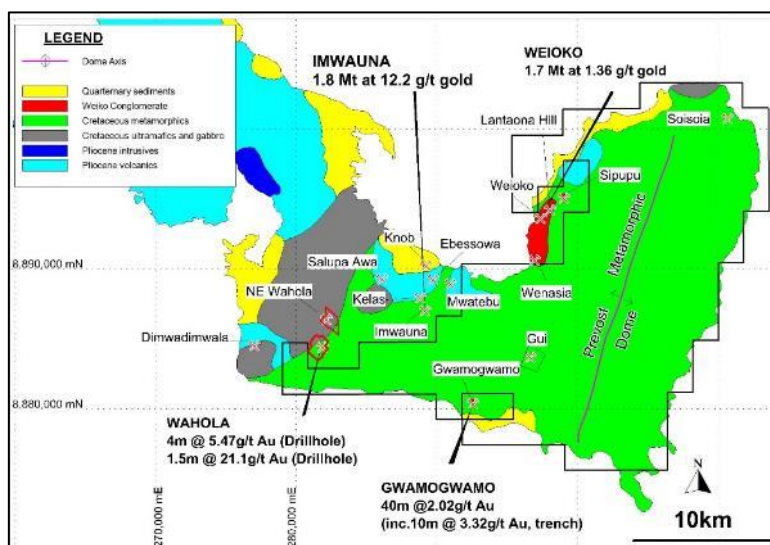 LEGEND
Dome Axis
Quarternary sediments
Weiko Conglomerate
Cretaceous metamorphics
Cretaceous ultramafics and gabbro
Pliocene intrusives
Pliocene volcanics
IMWAUNA
1.8 Mt at 12.2 g/t gold
WEIOKO
1.7 Mt at 1.36 g/t gold
Lantaona Hill
Soisoia
Weioko
Sipupu
Knob
Ebessowa
8,890,000 mN
Salupa Awa
NE Wahola
Kelas
Mwatebu
Wenasia
Prevost Metamorphic Dome
Imwauna
Dimwadimwala
Gui
Gwamogwamo
8,880,000 mN
WAHOLA
4m @ 5.47g/t Au (Drillhole)
1.5m @ 21.1g/t Au (Drillhole)
GWAMOGWAMO
40m @2.02g/t Au
(inc.10m @ 3.32g/t Au, trench)
270,000 mE
280,000 mE
N
10km